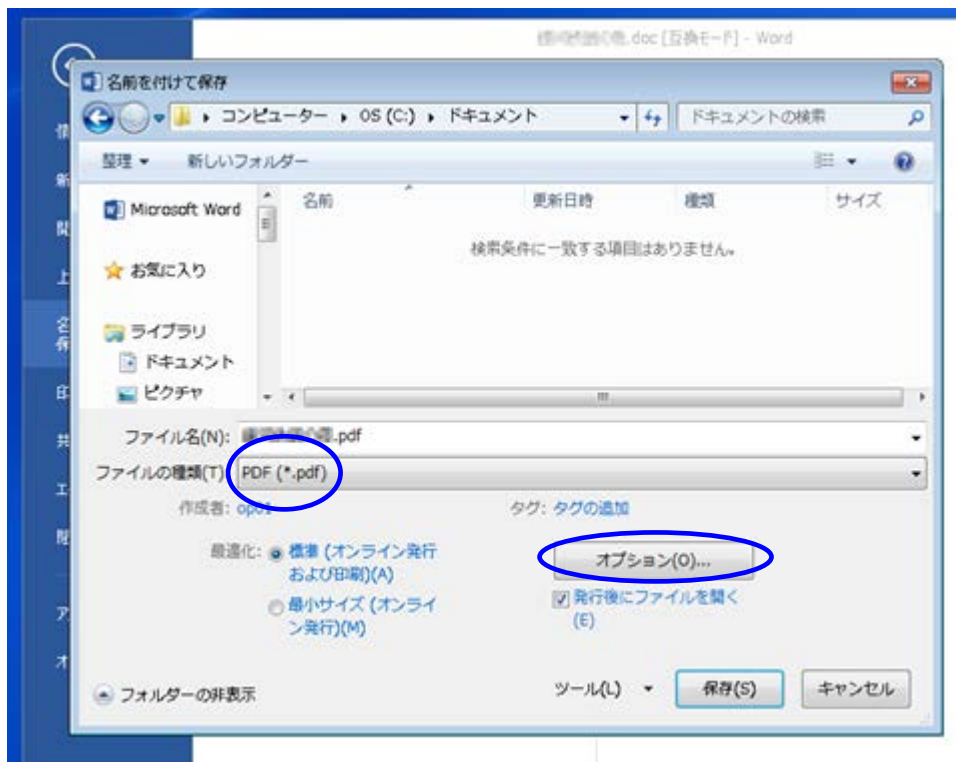 .doc [互換モード] - Word
名前を付けて保存
コンピューター OS (C:) ドキュメント ドキュメントの検索
整理 新しいフォルダー
Microsoft Word
名前 更新日時 種類 サイズ
検索条件に一致する項目はありません。
お気に入り
ライブラリ
ドキュメント
ピクチャ
ファイル名(N): .pdf
ファイルの種類(T): PDF (*.pdf)
作成者: op01 タグ: タグの追加
最適化: 標準 (オンライン発行
および印刷)(A)
最小サイズ (オンライ
ン発行)(M)
オプション(O)...
発行後にファイルを開く
(E)
フォルダーの非表示 ツール(L) 保存(S) キャンセル